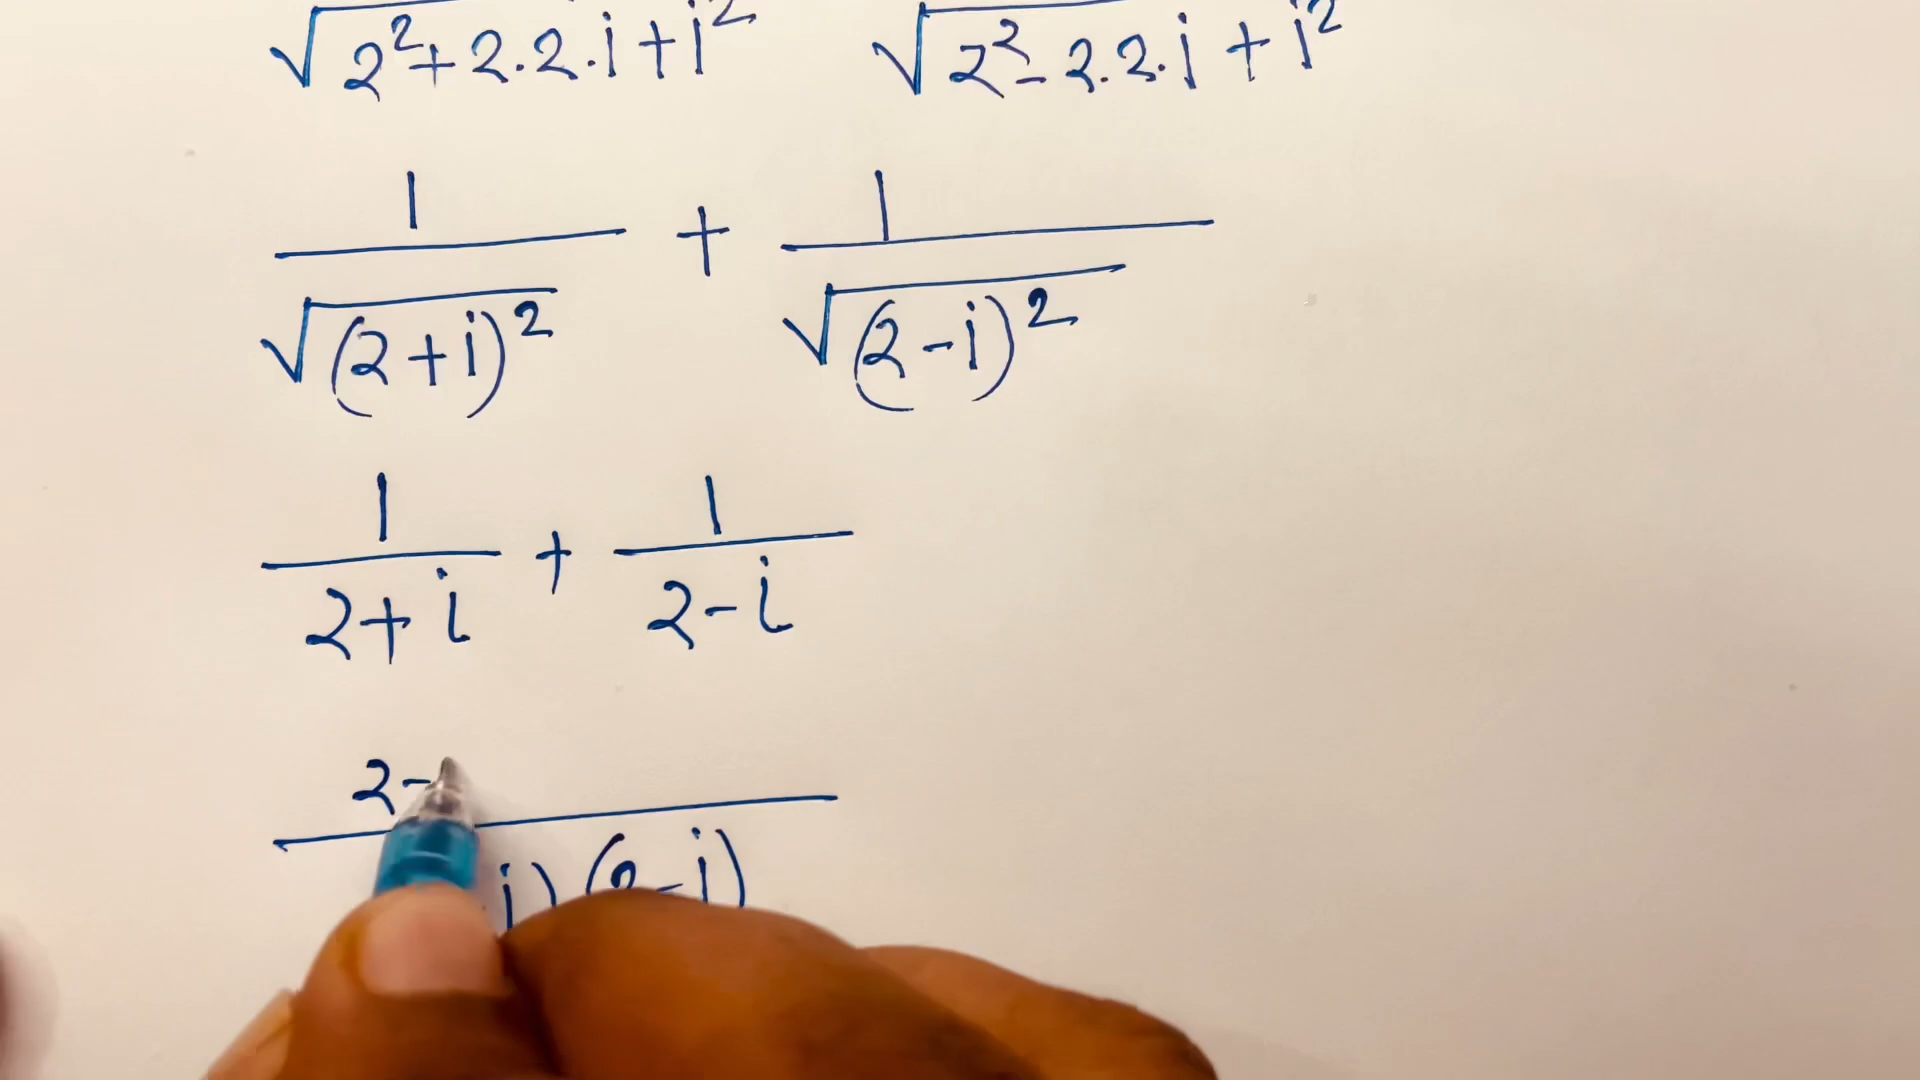 √2²+2.2.i+i² √2²-2.2.i+i²
1/√(2+i)² + 1/√(2-i)²
1/2+i + 1/2-i
2-
i)(2-i)